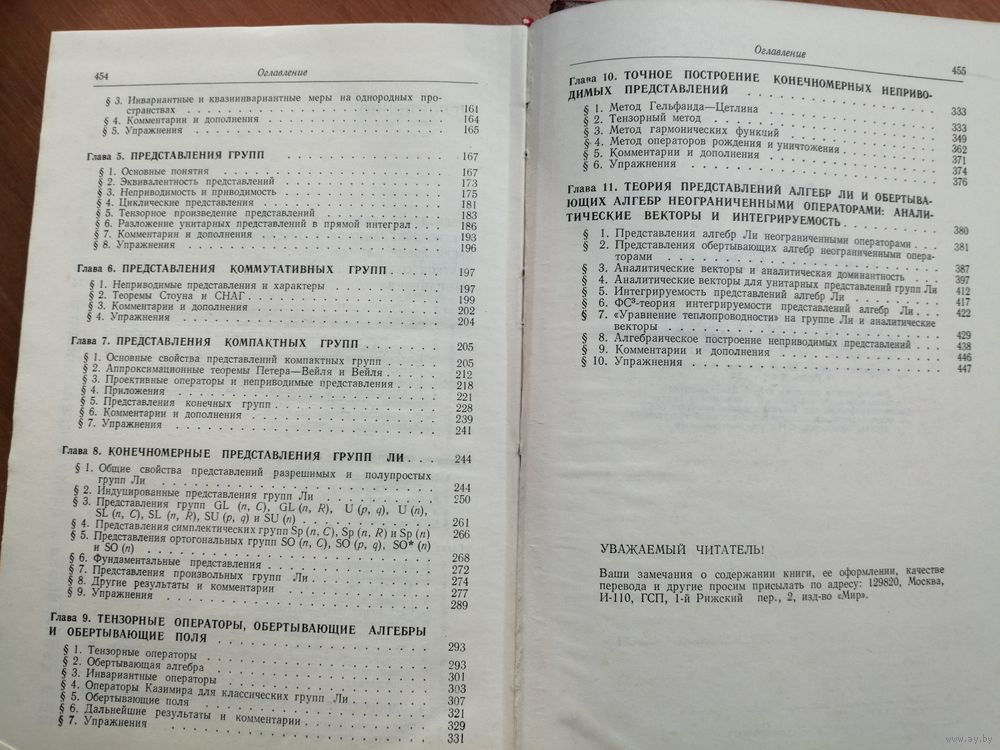 454 Оглавление
§ 3. Инвариантные и квазиинвариантные меры на однородных про-
странствах 161
§ 4. Комментарии и дополнения 164
§ 5. Упражнения 165
Глава 5. ПРЕДСТАВЛЕНИЯ ГРУПП 167
§ 1. Основные понятия 167
§ 2. Эквивалентность представлений 173
§ 3. Неприводимость и приводимость 175
§ 4. Циклические представления 181
§ 5. Тензорное произведение представлений 183
§ 6. Разложение унитарных представлений в прямой интеграл 186
§ 7. Комментарии и дополнения 193
§ 8. Упражнения 196
Глава 6. ПРЕДСТАВЛЕНИЯ КОММУТАТИВНЫХ ГРУПП 197
§ 1. Неприводимые представления и характеры 197
§ 2. Теоремы Стоуна и СНАГ 199
§ 3. Комментарии и дополнения 202
§ 4. Упражнения 204
Глава 7. ПРЕДСТАВЛЕНИЯ КОМПАКТНЫХ ГРУПП 205
§ 1. Основные свойства представлений компактных групп 205
§ 2. Аппроксимационные теоремы Петера—Вейля и Вейля 212
§ 3. Проективные операторы и неприводимые представления 218
§ 4. Приложения 221
§ 5. Представления конечных групп 228
§ 6. Комментарии и дополнения 239
§ 7. Упражнения 241
Глава 8. КОНЕЧНОМЕРНЫЕ ПРЕДСТАВЛЕНИЯ ГРУПП ЛИ 244
§ 1. Общие свойства представлений разрешимых и полупростых
групп Ли 244
§ 2. Индуцированные представления групп Ли 250
§ 3. Представления групп GL (n, C), GL (n, R), U (p, q), U (n),
SL (n, C), SL (n, R), SU (p, q) и SU (n) 261
§ 4. Представления симплектических групп Sp (n, C), Sp (n, R) и Sp (n) 266
§ 5. Представления ортогональных групп SO (n, C), SO (p, q), SO* (n)
и SO (n) 268
§ 6. Фундаментальные представления 272
§ 7. Представления произвольных групп Ли 274
§ 8. Другие результаты и комментарии 277
§ 9. Упражнения 289
Глава 9. ТЕНЗОРНЫЕ ОПЕРАТОРЫ, ОБЕРТЫВАЮЩИЕ АЛГЕБРЫ
И ОБЕРТЫВАЮЩИЕ ПОЛЯ 293
§ 1. Тензорные операторы 293
§ 2. Обертывающая алгебра 301
§ 3. Инвариантные операторы 303
§ 4. Операторы Казимира для классических групп Ли 307
§ 5. Обертывающие поля 321
§ 6. Дальнейшие результаты и комментарии 329
§ 7. Упражнения 331
Оглавление 455
Глава 10. ТОЧНОЕ ПОСТРОЕНИЕ КОНЕЧНОМЕРНЫХ НЕПРИВО-
ДИМЫХ ПРЕДСТАВЛЕНИЙ 333
§ 1. Метод Гельфанда—Цетлина 333
§ 2. Тензорный метод 349
§ 3. Метод гармонических функций 362
§ 4. Метод операторов рождения и уничтожения 371
§ 5. Комментарии и дополнения 374
§ 6. Упражнения 376
Глава 11. ТЕОРИЯ ПРЕДСТАВЛЕНИЙ АЛГЕБР ЛИ И ОБЕРТЫВА-
ЮЩИХ АЛГЕБР НЕОГРАНИЧЕННЫМИ ОПЕРАТОРАМИ: АНАЛИ-
ТИЧЕСКИЕ ВЕКТОРЫ И ИНТЕГРИРУЕМОСТЬ 380
§ 1. Представления алгебр Ли неограниченными операторами 381
§ 2. Представления обертывающих алгебр неограниченными опера-
торами 387
§ 3. Аналитические векторы и аналитическая доминантность 397
§ 4. Аналитические векторы для унитарных представлений групп Ли 412
§ 5. Интегрируемость представлений алгебр Ли 417
§ 6. ФС³-теория интегрируемости представлений алгебр Ли 422
§ 7. «Уравнение теплопроводности» на группе Ли и аналитические
векторы 429
§ 8. Алгебраическое построение неприводимых представлений 438
§ 9. Комментарии и дополнения 446
§ 10. Упражнения 447
УВАЖАЕМЫЙ ЧИТАТЕЛЬ!
Ваши замечания о содержании книги, ее оформлении, качестве
перевода и другие просим присылать по адресу: 129820, Москва,
И-110, ГСП, 1-й Рижский пер., 2, изд-во «Мир».
www.ay.by